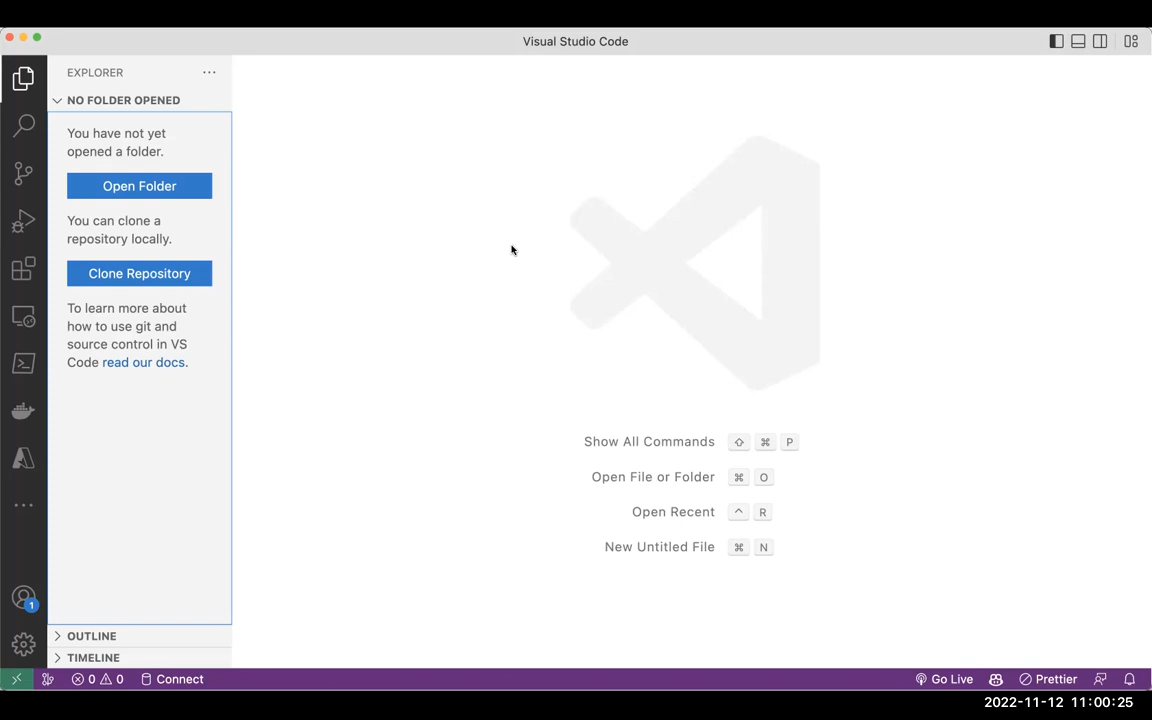 Visual Studio Code
EXPLORER
NO FOLDER OPENED
You have not yet
opened a folder.
Open Folder
You can clone a
repository locally.
Clone Repository
To learn more about
how to use git and
source control in VS
Code read our docs.
Show All Commands ⇧ ⌘ P
Open File or Folder ⌘ O
Open Recent ^ R
New Untitled File ⌘ N
1
OUTLINE
TIMELINE
0 0 Connect Go Live Prettier
2022-11-12 11:00:25